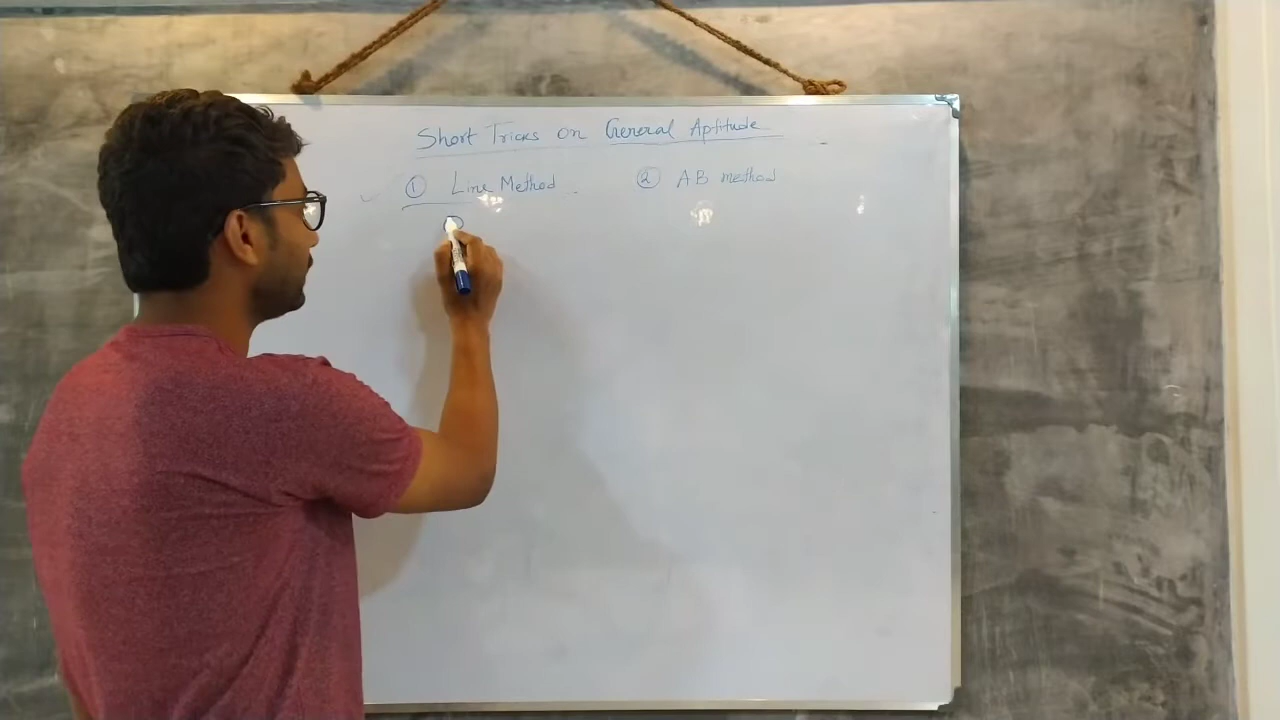 Short Tricks on General Aptitude
① Line Method ② AB method